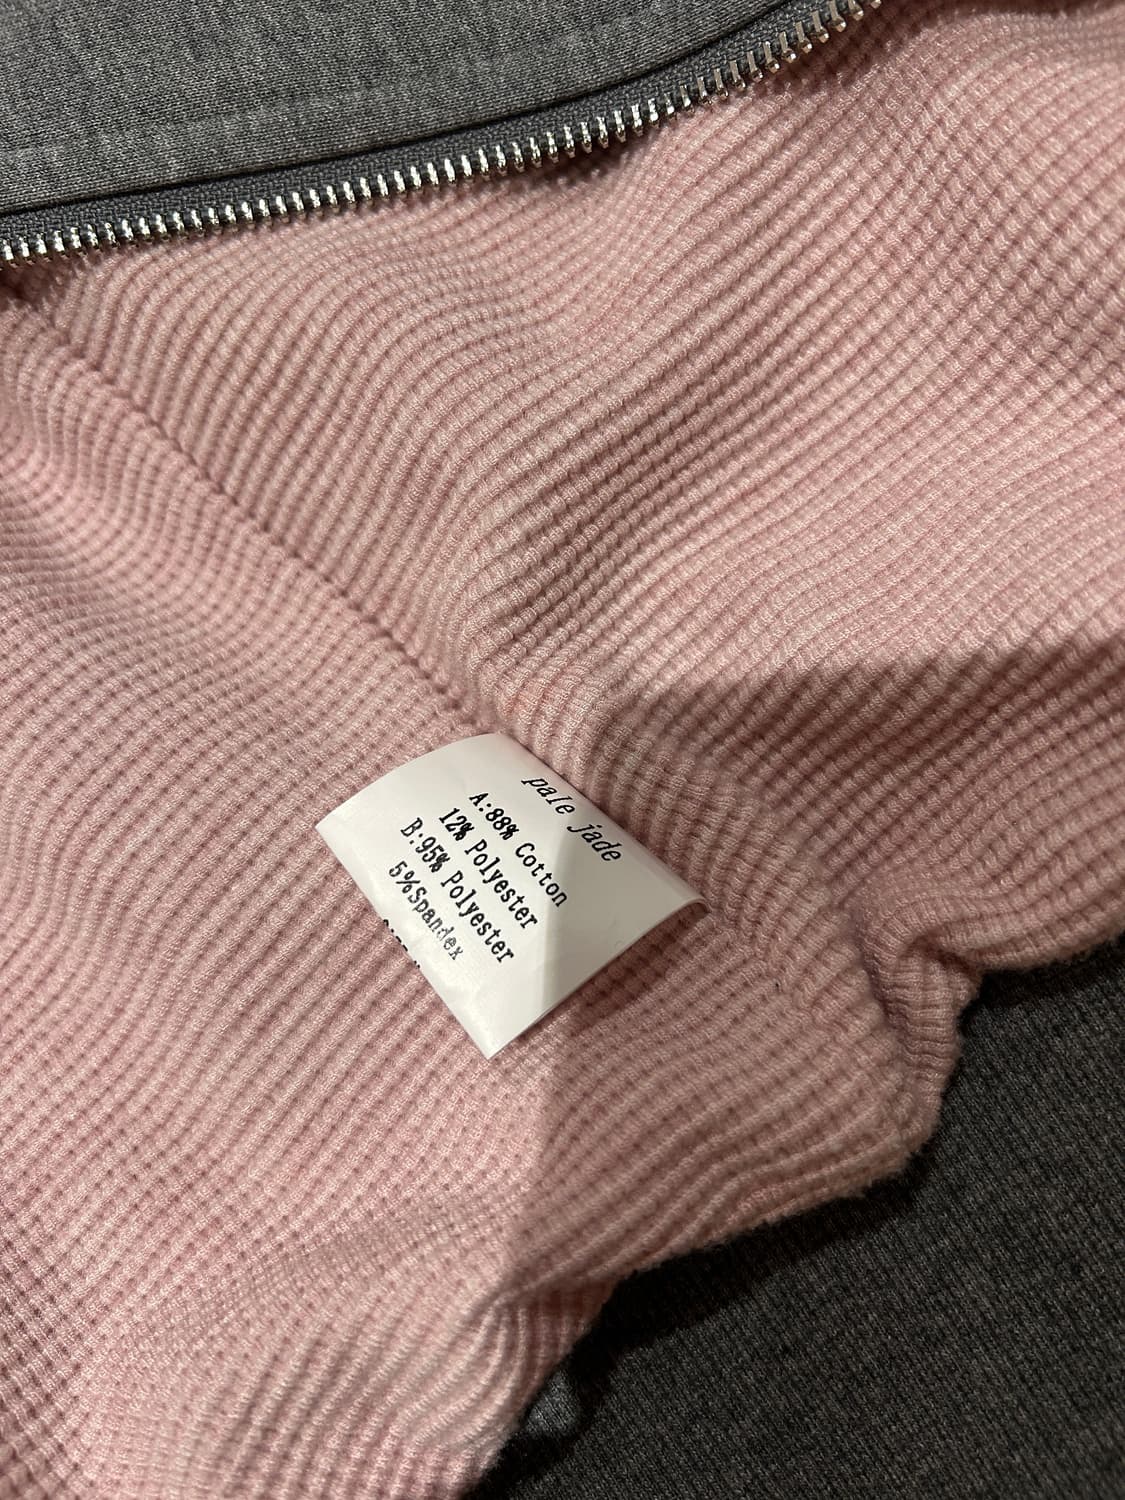 pale jade
A:88% Cotton
12% Polyester
B:95% Polyester
5%Spandex